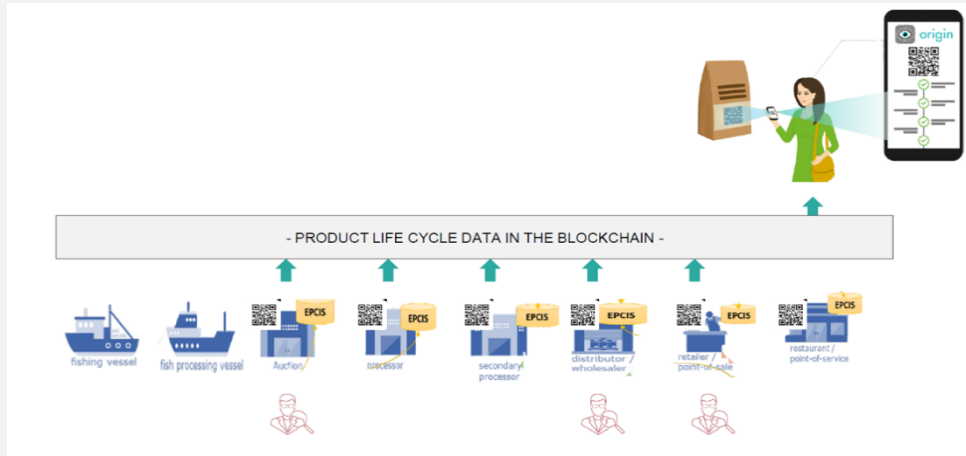 origin
- PRODUCT LIFE CYCLE DATA IN THE BLOCKCHAIN -
EPCIS
EPCIS
EPCIS
EPCIS
EPCIS
EPCIS
fishing vessel
fish processing vessel
Auction
processor
secondary
processor
distributor /
wholesaler
retailer /
point-of-sale
restaurant /
point-of-service